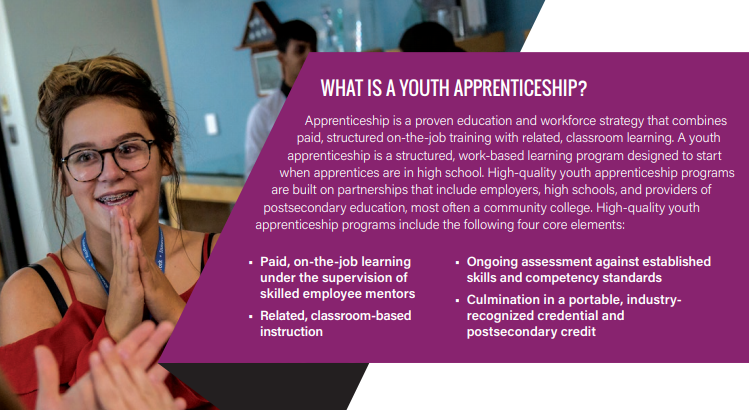 WHAT IS A YOUTH APPRENTICESHIP?
Apprenticeship is a proven education and workforce strategy that combines
paid, structured on-the-job training with related, classroom learning. A youth
apprenticeship is a structured, work-based learning program designed to start
when apprentices are in high school. High-quality youth apprenticeship programs
are built on partnerships that include employers, high schools, and providers of
postsecondary education, most often a community college. High-quality youth
apprenticeship programs include the following four core elements:
▪ Paid, on-the-job learning
under the supervision of
skilled employee mentors
▪ Related, classroom-based
instruction
▪ Ongoing assessment against established
skills and competency standards
▪ Culmination in a portable, industry-
recognized credential and
postsecondary credit